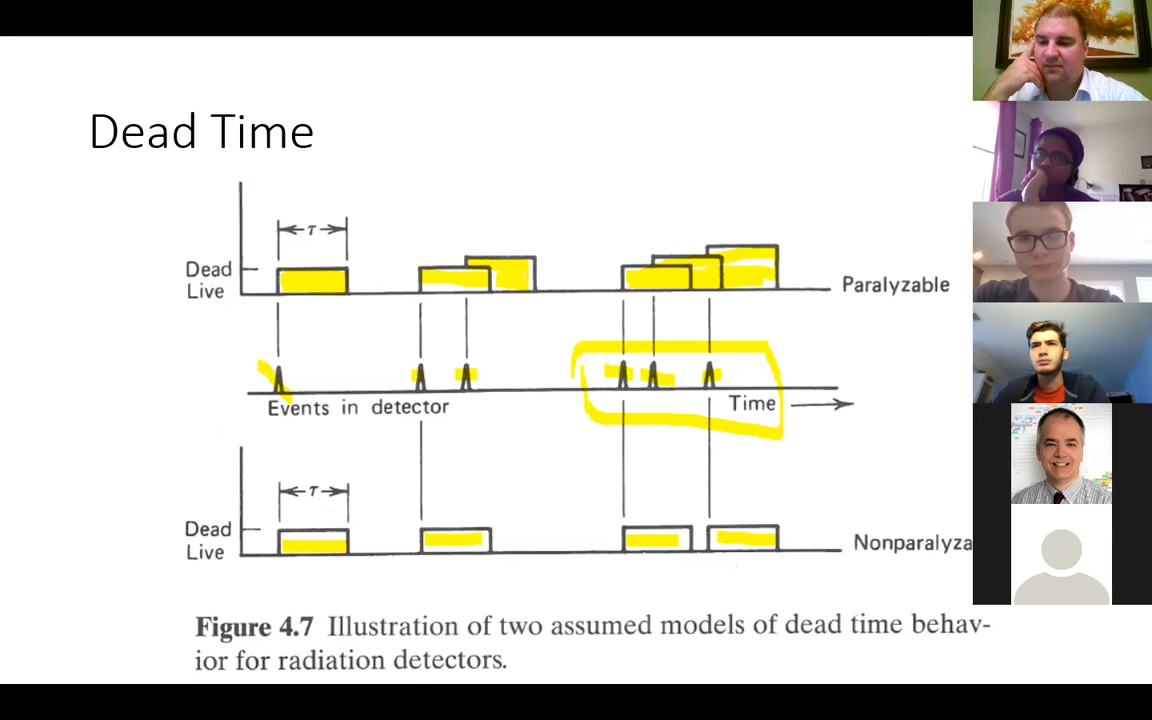 Dead Time
τ
Dead
Live
Paralyzable
Events in detector
Time
τ
Dead
Live
Nonparalyza
Figure 4.7 Illustration of two assumed models of dead time behav-
ior for radiation detectors.